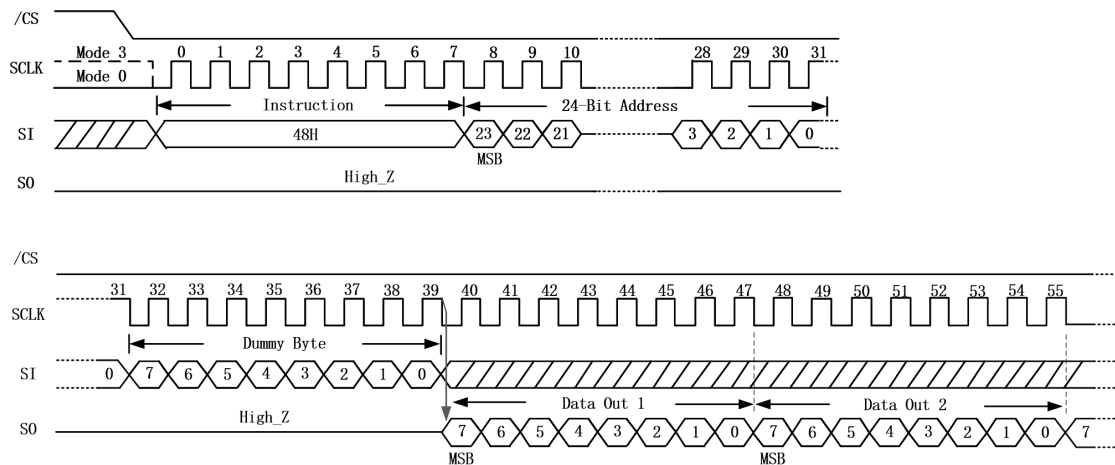 /CS
Mode 3 0 1 2 3 4 5 6 7 8 9 10 28 29 30 31
SCLK
Mode 0
Instruction 24-Bit Address
SI 48H 23 22 21 3 2 1 0
MSB
High_Z
SO
/CS
31 32 33 34 35 36 37 38 39 40 41 42 43 44 45 46 47 48 49 50 51 52 53 54 55
SCLK
Dummy Byte
SI 0 7 6 5 4 3 2 1 0
High_Z Data Out 1 Data Out 2
SO 7 6 5 4 3 2 1 0 7 6 5 4 3 2 1 0 7
MSB MSB